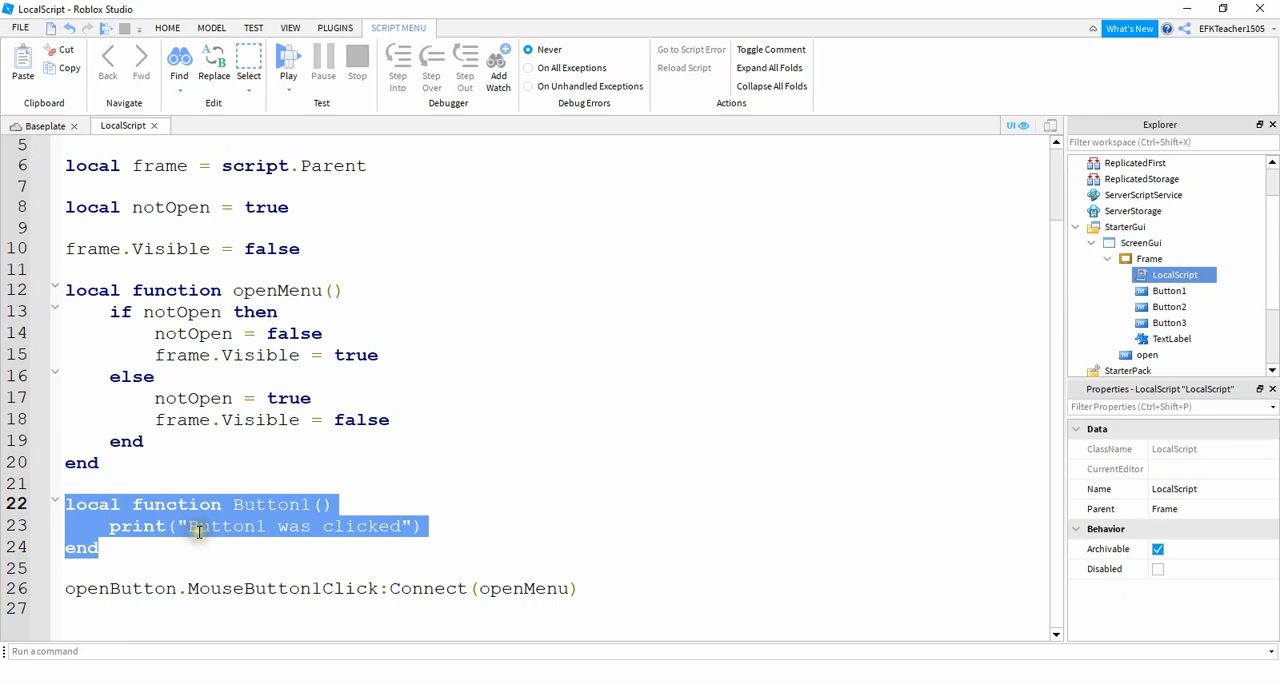 LocalScript - Roblox Studio
FILE HOME MODEL TEST VIEW PLUGINS SCRIPT MENU What's New EFKTeacher1505
Paste Cut Copy Clipboard
Back Fwd Navigate
Find Replace Select Edit
Play Pause Stop Test
Step Into Step Over Step Out Add Watch Debugger
Never
On All Exceptions
On Unhandled Exceptions
Debug Errors
Go to Script Error Toggle Comment
Reload Script Expand All Folds
Collapse All Folds
Actions
Baseplate LocalScript UI
5
6 local frame = script.Parent
7
8 local notOpen = true
9
10 frame.Visible = false
11
12 local function openMenu()
13 if notOpen then
14 notOpen = false
15 frame.Visible = true
16 else
17 notOpen = true
18 frame.Visible = false
19 end
20 end
21
22 local function Button1()
23 print("Button1 was clicked")
24 end
25
26 openButton.MouseButton1Click:Connect(openMenu)
27
Explorer
Filter workspace (Ctrl+Shift+X)
ReplicatedFirst
ReplicatedStorage
ServerScriptService
ServerStorage
StarterGui
ScreenGui
Frame
LocalScript
Button1
Button2
Button3
TextLabel
open
StarterPack
Properties - LocalScript "LocalScript"
Filter Properties (Ctrl+Shift+P)
Data
ClassName LocalScript
CurrentEditor
Name LocalScript
Parent Frame
Behavior
Archivable
Disabled
Run a command